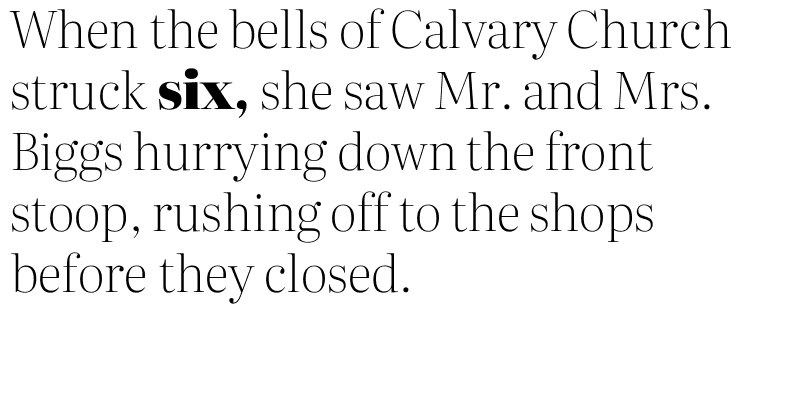 When the bells of Calvary Church
struck six, she saw Mr. and Mrs.
Biggs hurrying down the front
stoop, rushing off to the shops
before they closed.